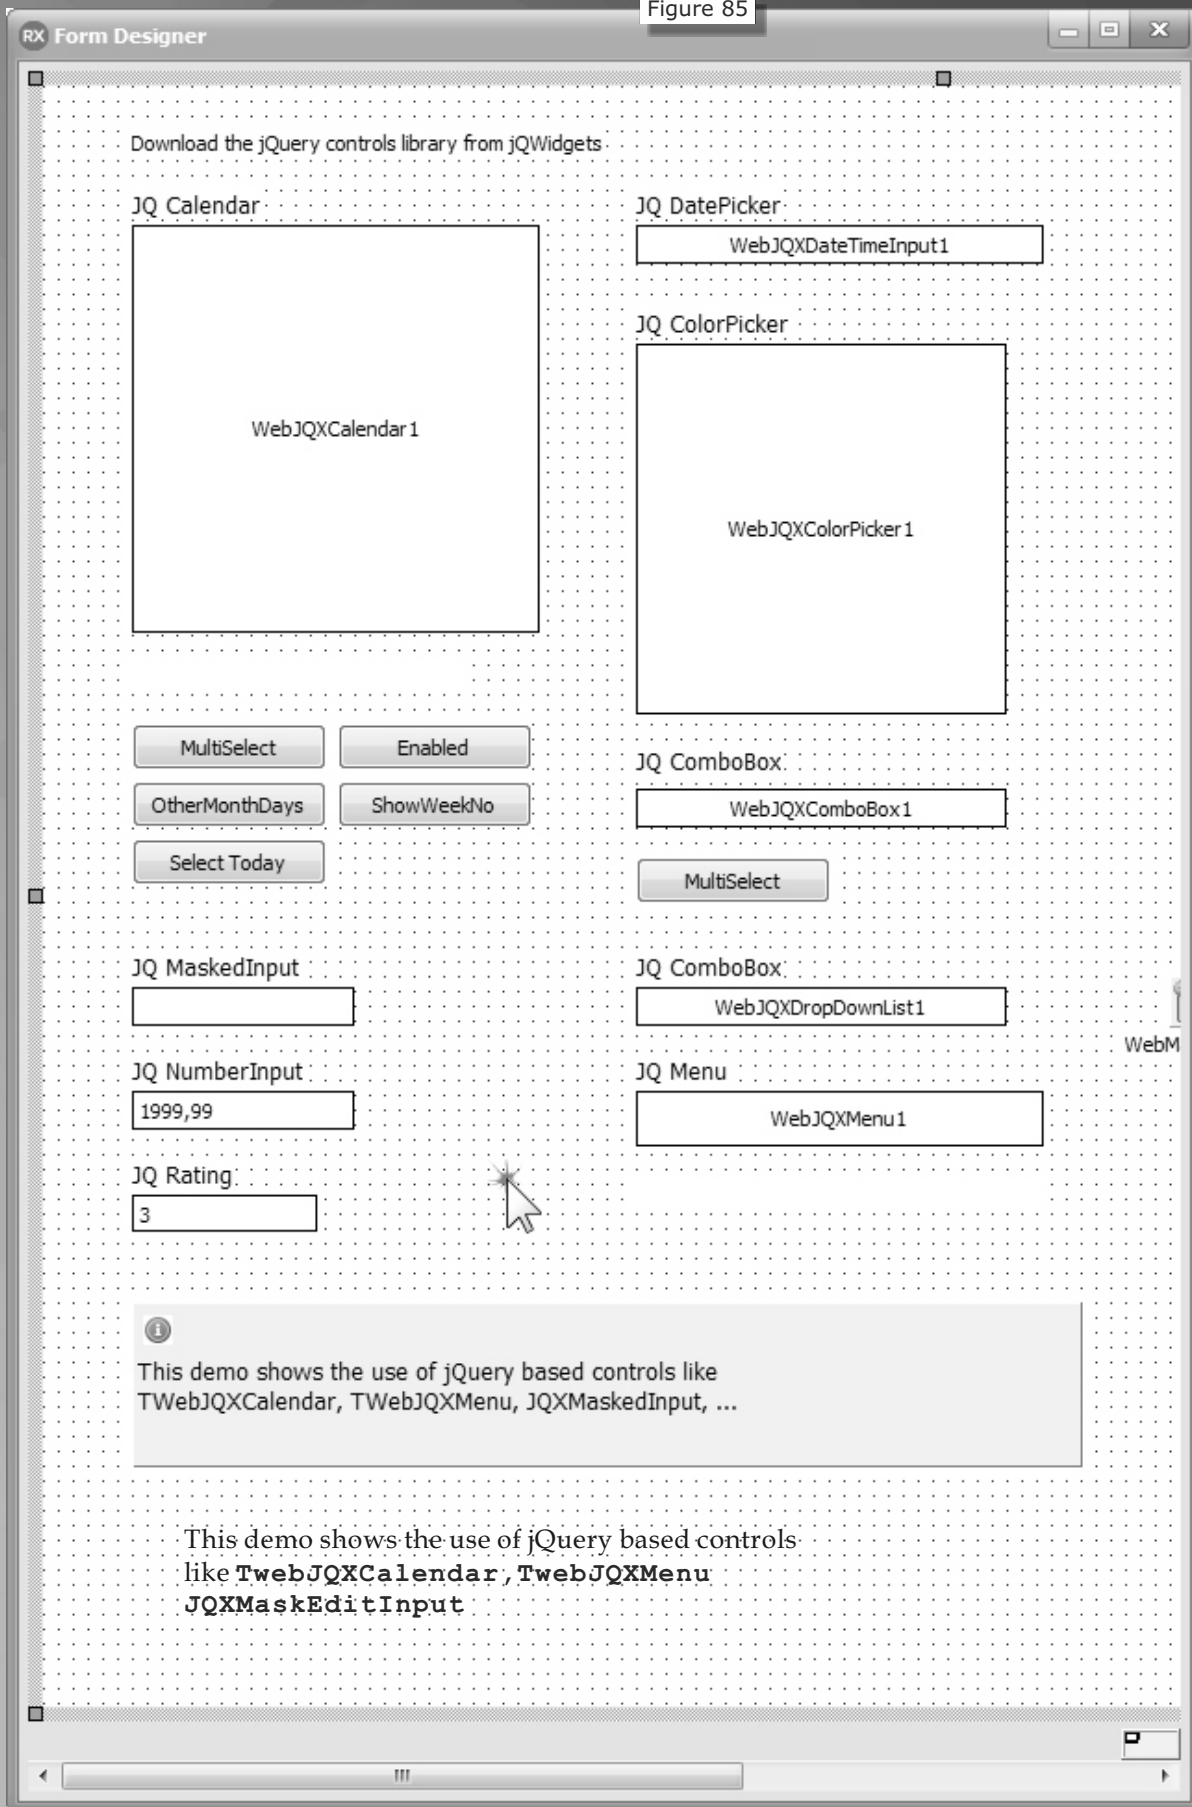 Figure 85
RX Form Designer
Download the jQuery controls library from jQWidgets
JQ Calendar
WebJQXCalendar1
MultiSelect
Enabled
OtherMonthDays
ShowWeekNo
Select Today
JQ MaskedInput
JQ NumberInput
1999,99
JQ Rating
3
JQ DatePicker
WebJQXDateTimeInput1
JQ ColorPicker
WebJQXColorPicker1
JQ ComboBox
WebJQXComboBox1
MultiSelect
JQ ComboBox
WebJQXDropDownList1
JQ Menu
WebJQXMenu1
WebM
This demo shows the use of jQuery based controls like
TWebJQXCalendar, TWebJQXMenu, JQXMaskedInput, ...
This demo shows the use of jQuery based controls
like TwebJQXCalendar,TwebJQXMenu
JQXMaskEditInput